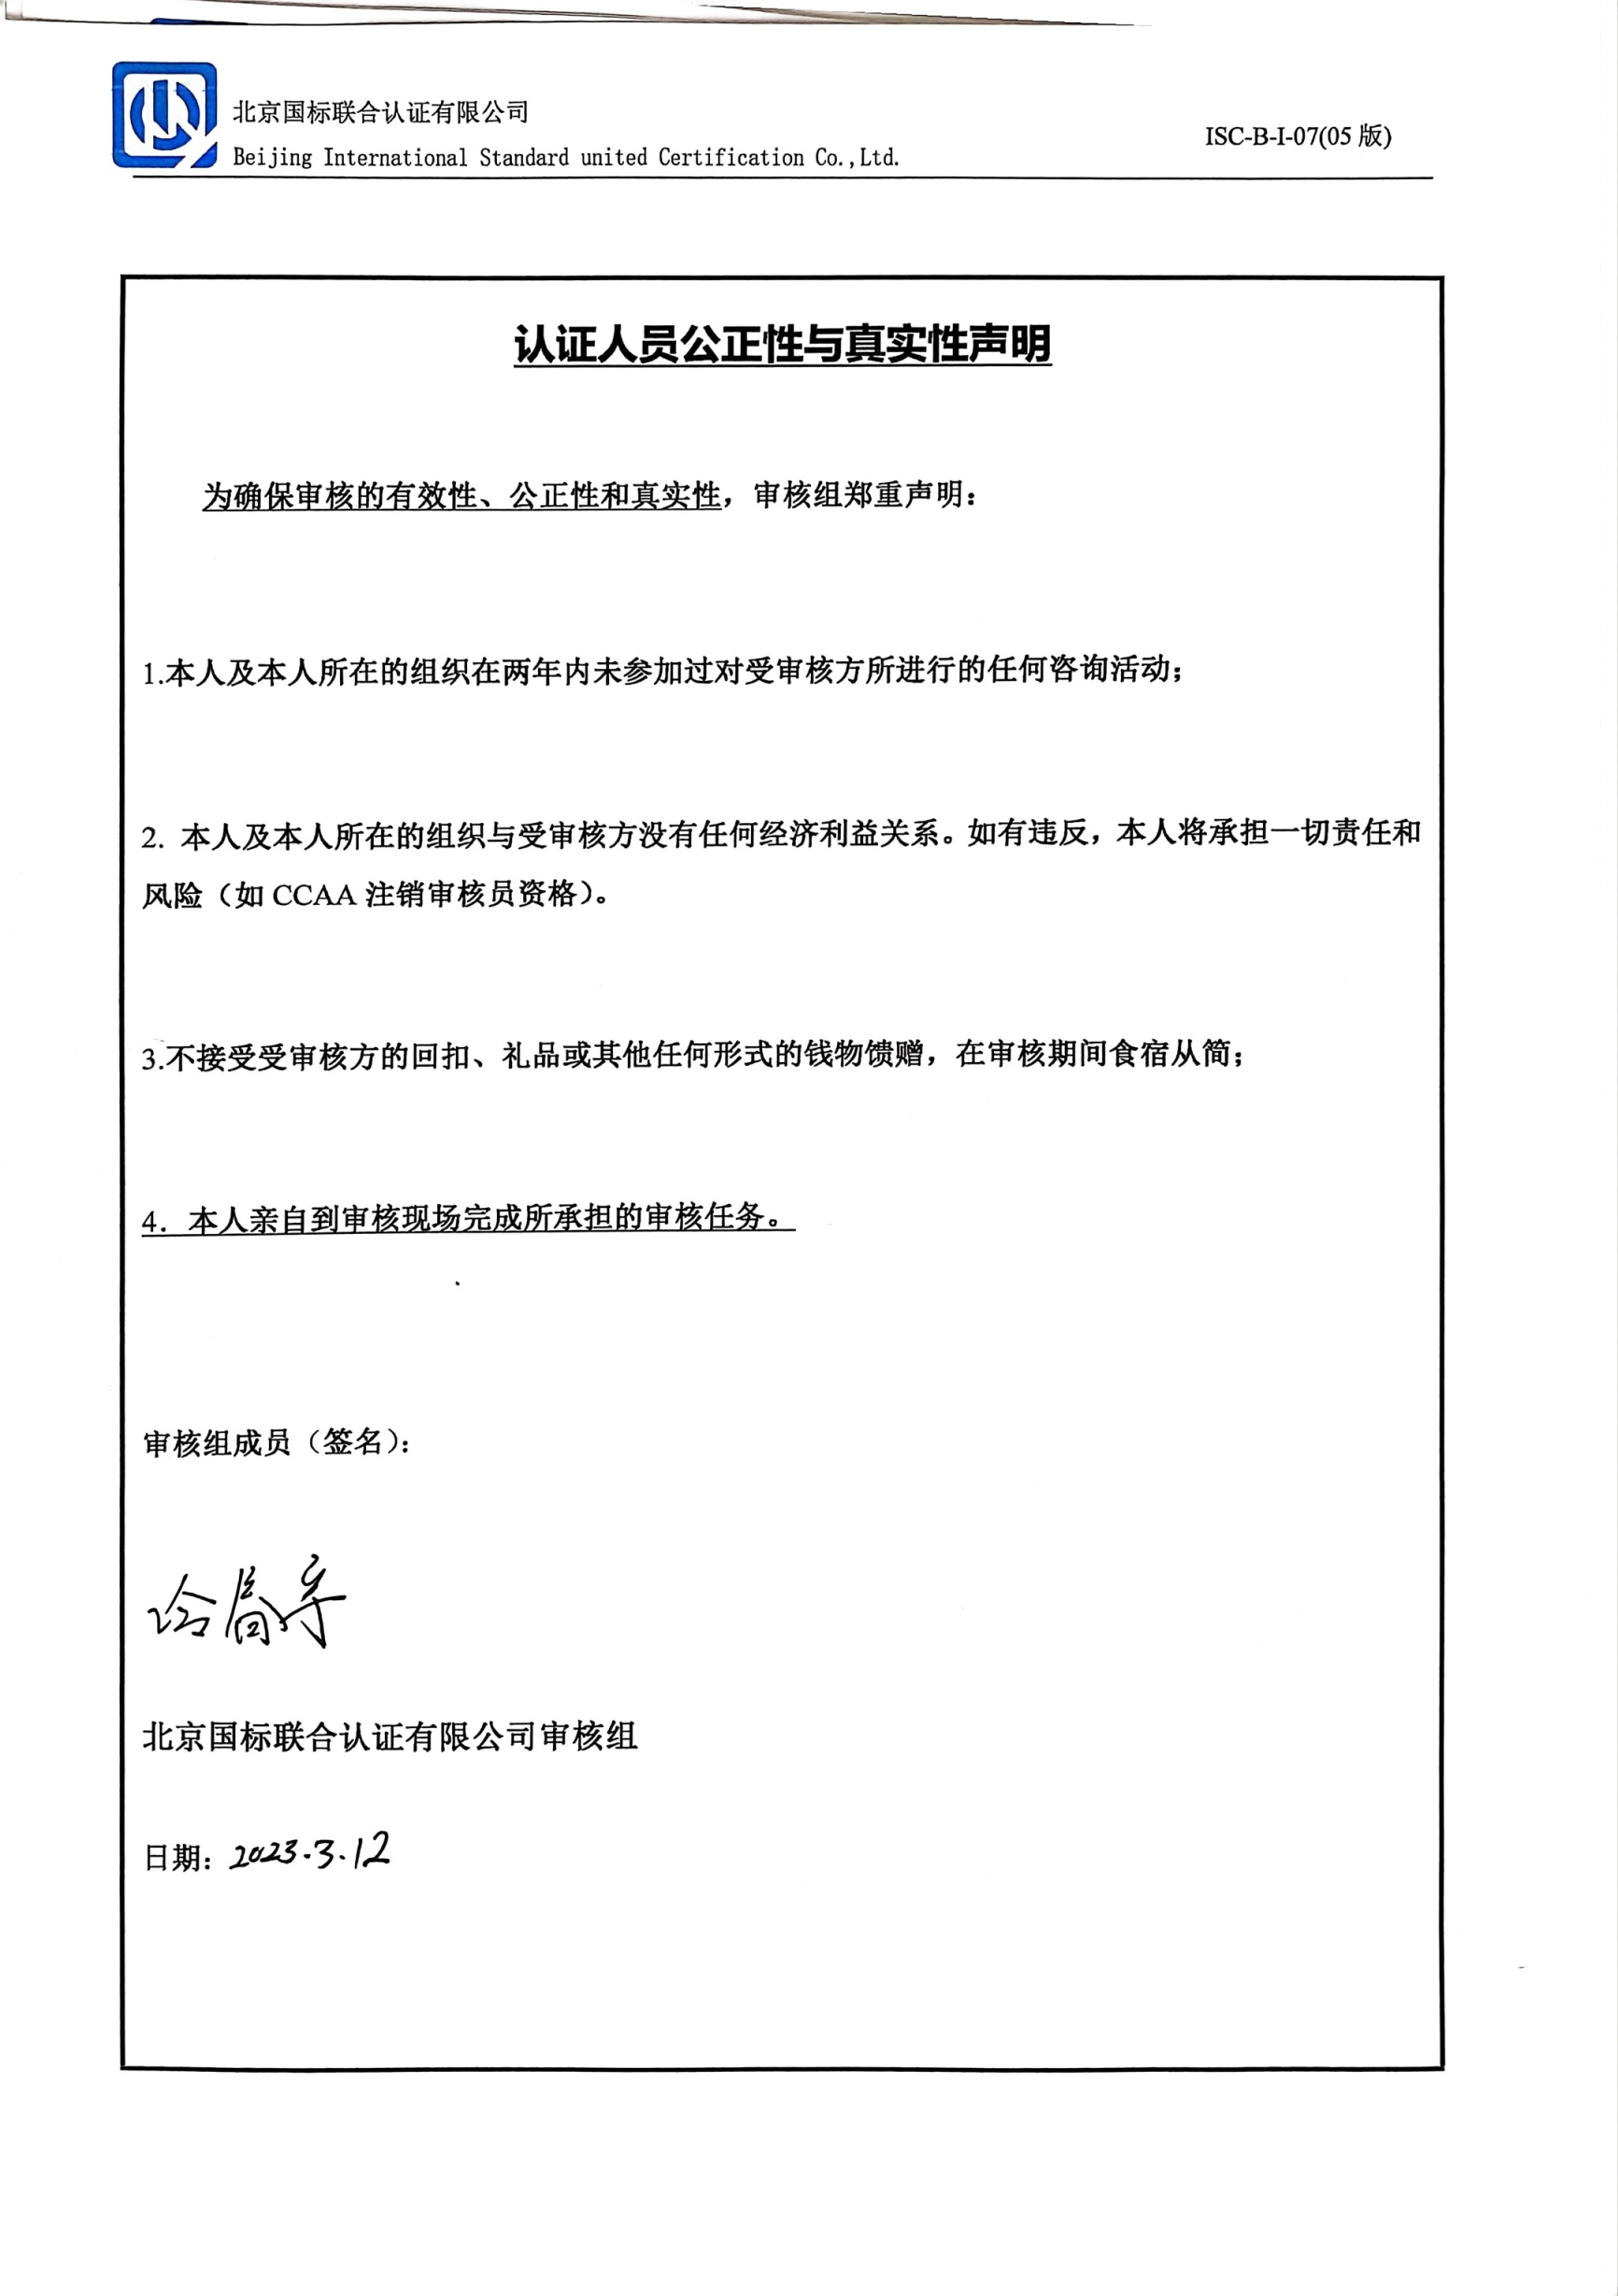 北京国标联合认证有限公司
Beijing International Standard united Certification Co.,Ltd.
ISC-B-I-07(05 版)
认证人员公正性与真实性声明
为确保审核的有效性、公正性和真实性，审核组郑重声明：
1.本人及本人所在的组织在两年内未参加过对受审核方所进行的任何咨询活动；
2. 本人及本人所在的组织与受审核方没有任何经济利益关系。如有违反，本人将承担一切责任和
风险（如 CCAA 注销审核员资格）。
3.不接受受审核方的回扣、礼品或其他任何形式的钱物馈赠，在审核期间食宿从简；
4. 本人亲自到审核现场完成所承担的审核任务。
审核组成员（签名）：
北京国标联合认证有限公司审核组
日期：2023.3.12